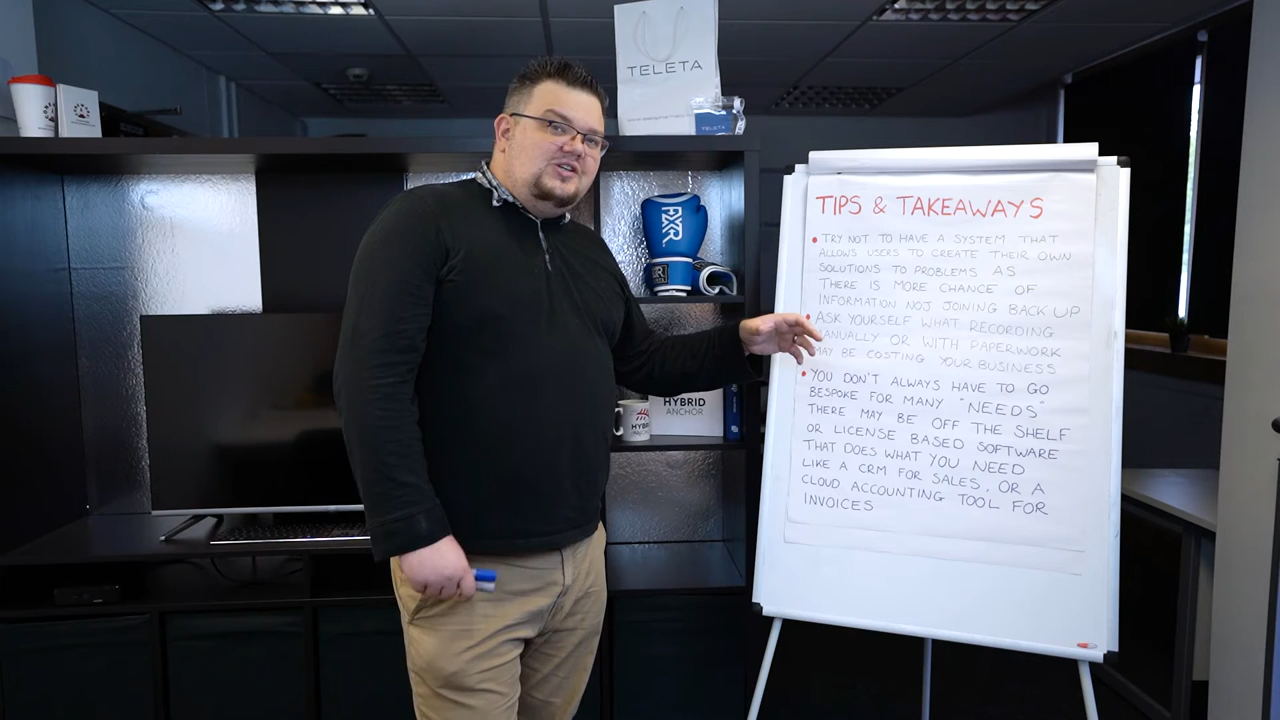 TELETA
TELETA
RXR
HYBRID
ANCHOR
HYBRID
TIPS & TAKEAWAYS
• TRY NOT TO HAVE A SYSTEM THAT
ALLOWS USERS TO CREATE THEIR OWN
SOLUTIONS TO PROBLEMS AS
THERE IS MORE CHANCE OF
INFORMATION NOT JOINING BACK UP
• ASK YOURSELF WHAT RECORDING
MANUALLY OR WITH PAPERWORK
MAY BE COSTING YOUR BUSINESS
• YOU DON'T ALWAYS HAVE TO GO
BESPOKE FOR MANY "NEEDS"
THERE MAY BE OFF THE SHELF
OR LICENSE BASED SOFTWARE
THAT DOES WHAT YOU NEED
LIKE A CRM FOR SALES, OR A
CLOUD ACCOUNTING TOOL FOR
INVOICES